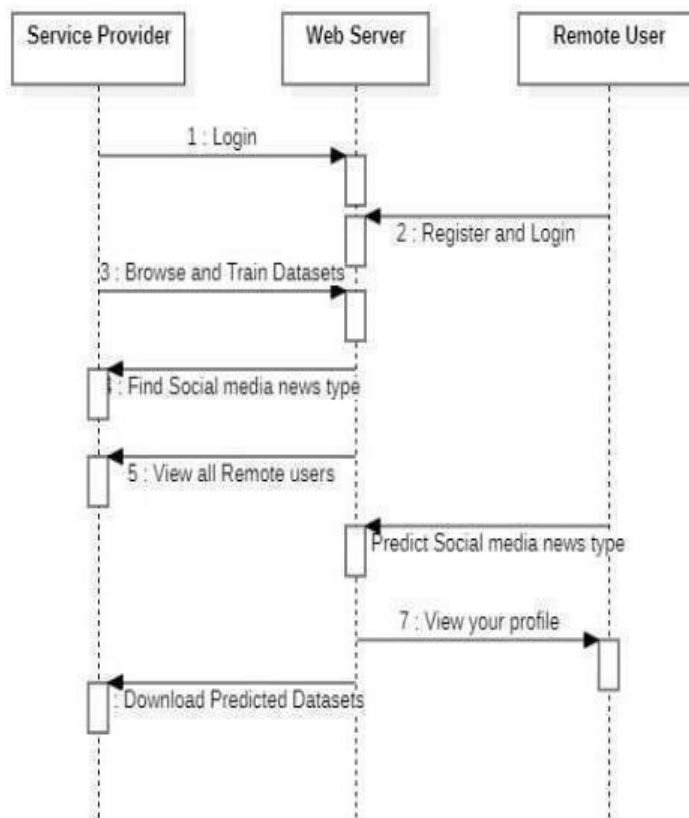 Service Provider
Web Server
Remote User
1 : Login
2 : Register and Login
3 : Browse and Train Datasets
: Find Social media news type
5 : View all Remote users
Predict Social media news type
7 : View your profile
: Download Predicted Datasets